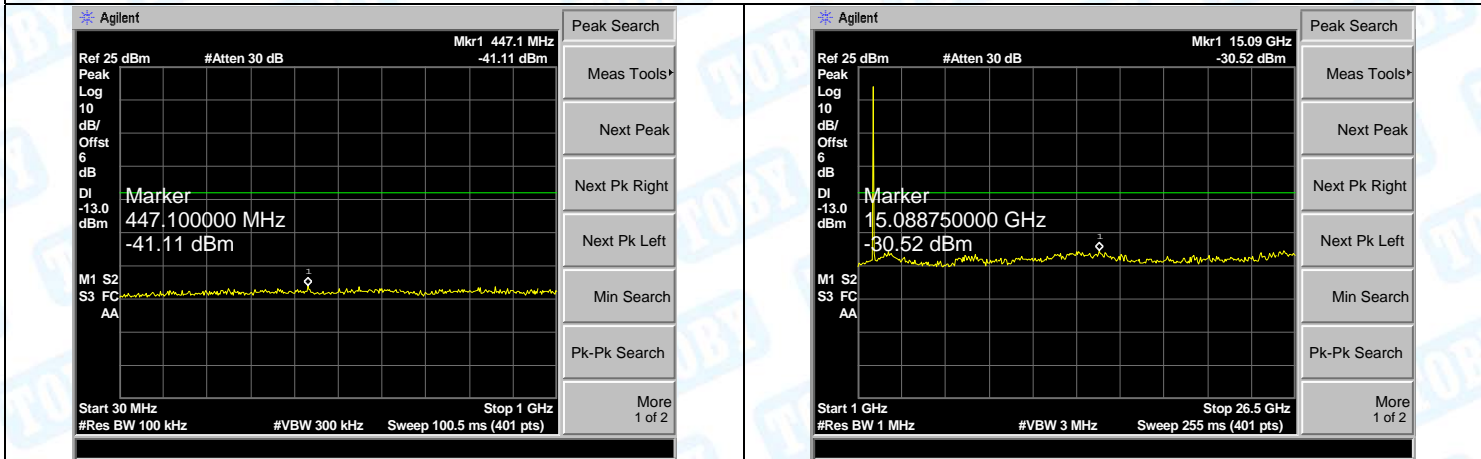 Agilent
Peak Search
Mkr1 447.1 MHz
Ref 25 dBm #Atten 30 dB -41.11 dBm
Peak
Log
10
dB/
Offst
6
dB
DI
-13.0
dBm
Marker
447.100000 MHz
-41.11 dBm
1
M1 S2
S3 FC
AA
Start 30 MHz Stop 1 GHz
#Res BW 100 kHz #VBW 300 kHz Sweep 100.5 ms (401 pts)
Meas Tools
Next Peak
Next Pk Right
Next Pk Left
Min Search
Pk-Pk Search
More
1 of 2
Agilent
Peak Search
Mkr1 15.09 GHz
Ref 25 dBm #Atten 30 dB -30.52 dBm
Peak
Log
10
dB/
Offst
6
dB
DI
-13.0
dBm
Marker
15.088750000 GHz
-30.52 dBm
1
M1 S2
S3 FC
AA
Start 1 GHz Stop 26.5 GHz
#Res BW 1 MHz #VBW 3 MHz Sweep 255 ms (401 pts)
Meas Tools
Next Peak
Next Pk Right
Next Pk Left
Min Search
Pk-Pk Search
More
1 of 2
TOBY